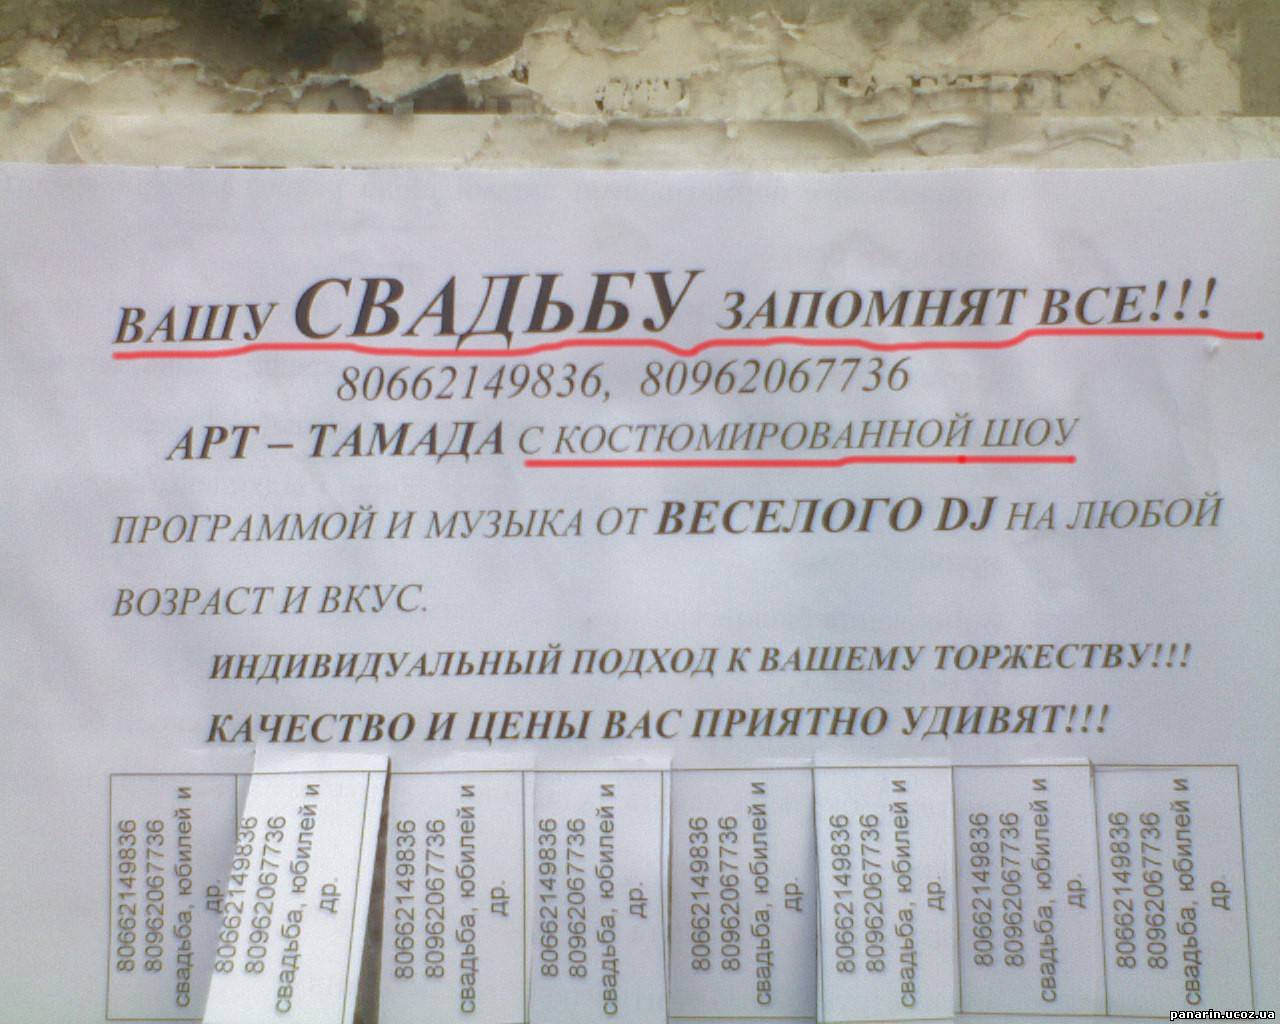 ВАШУ СВАДЬБУ ЗАПОМНЯТ ВСЕ!!!
80662149836, 80962067736
АРТ – ТАМАДА С КОСТЮМИРОВАННОЙ ШОУ
ПРОГРАММОЙ И МУЗЫКА ОТ ВЕСЕЛОГО DJ НА ЛЮБОЙ
ВОЗРАСТ И ВКУС.
ИНДИВИДУАЛЬНЫЙ ПОДХОД К ВАШЕМУ ТОРЖЕСТВУ!!!
КАЧЕСТВО И ЦЕНЫ ВАС ПРИЯТНО УДИВЯТ!!!
80662149836
80962067736
свадьба, юбилей и
др.
80662149836
80962067736
свадьба, юбилей и
др.
80662149836
80962067736
свадьба, юбилей и
др.
80662149836
80962067736
свадьба, юбилей и
др.
80662149836
80962067736
свадьба, юбилей и
др.
80662149836
80962067736
свадьба, юбилей и
др.
80662149836
80962067736
свадьба, юбилей и
др.
80662149836
80962067736
свадьба, юбилей и
др.
panarin.ucoz.ua